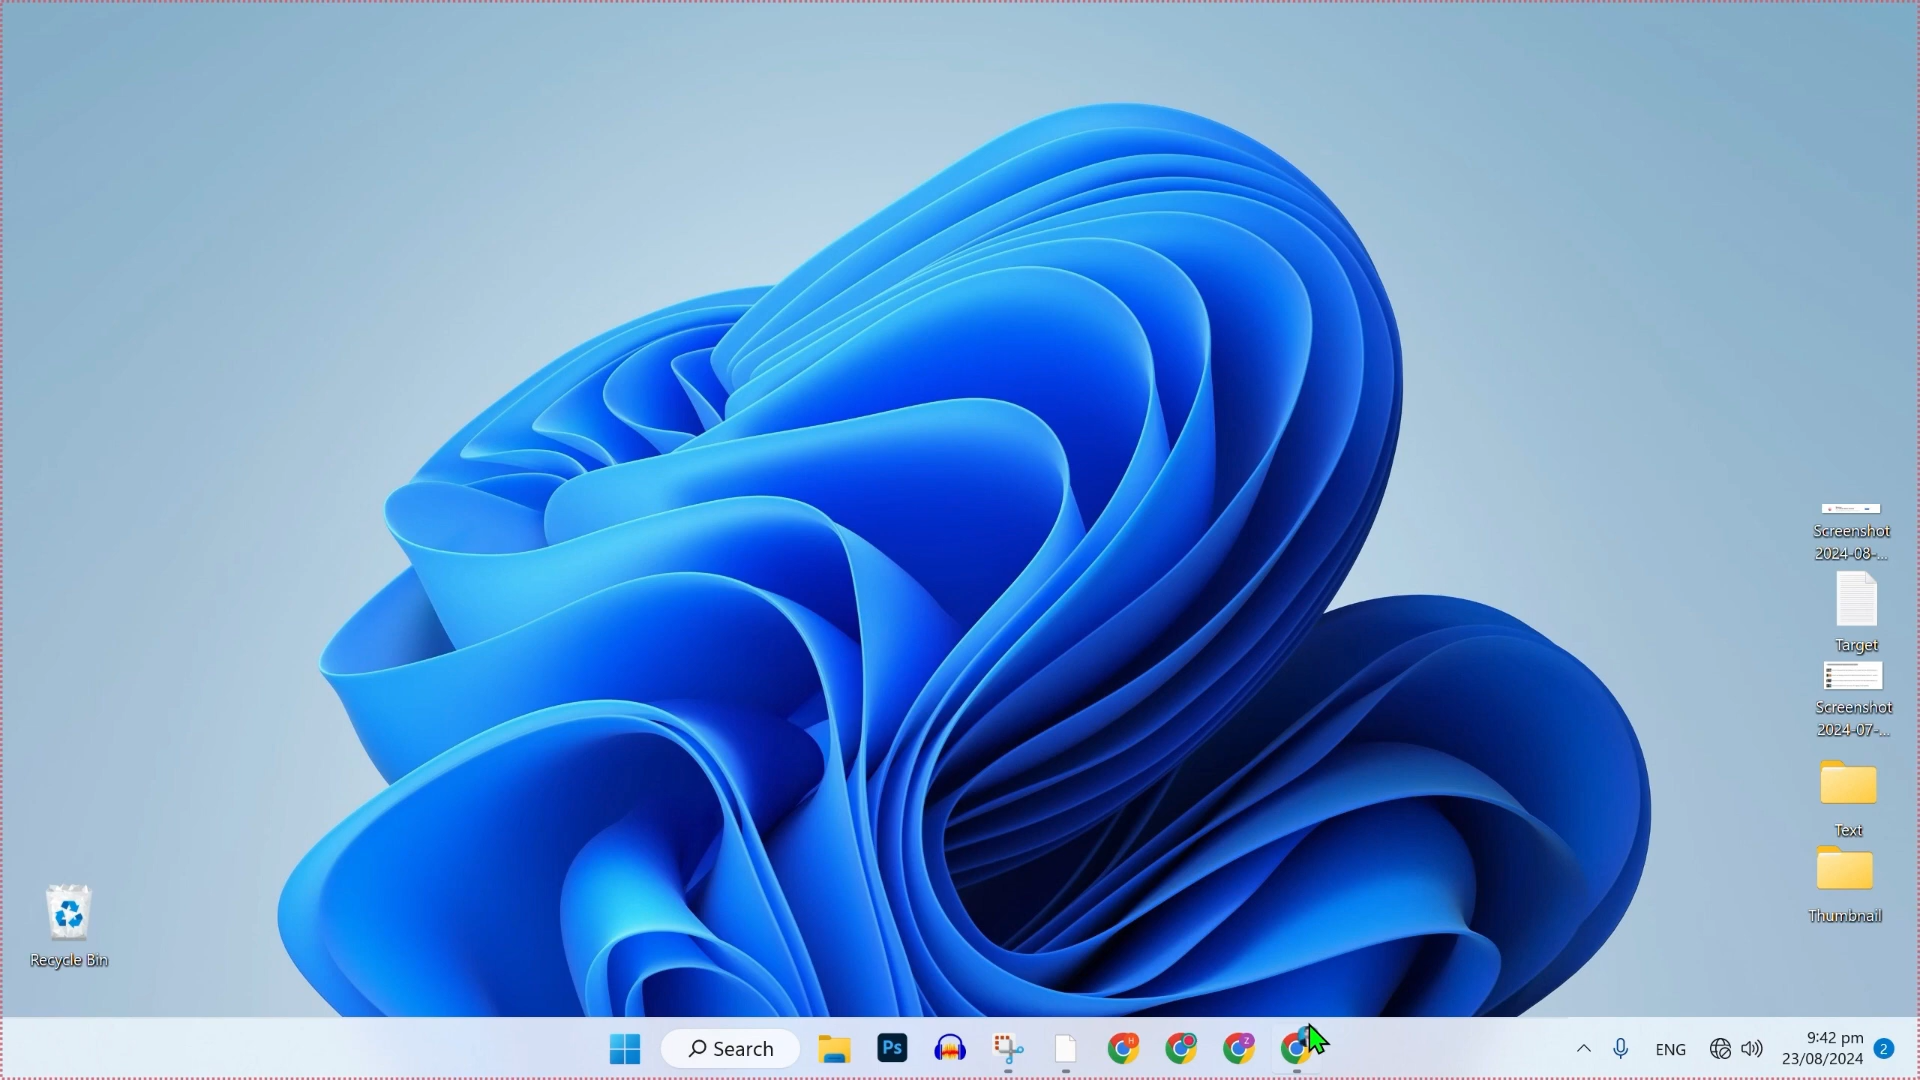 Screenshot
2024-08-...
Target
Screenshot
2024-07-...
Text
Thumbnail
Recycle Bin
Search
Ps
H
Z
ENG
9:42 pm
23/08/2024
2